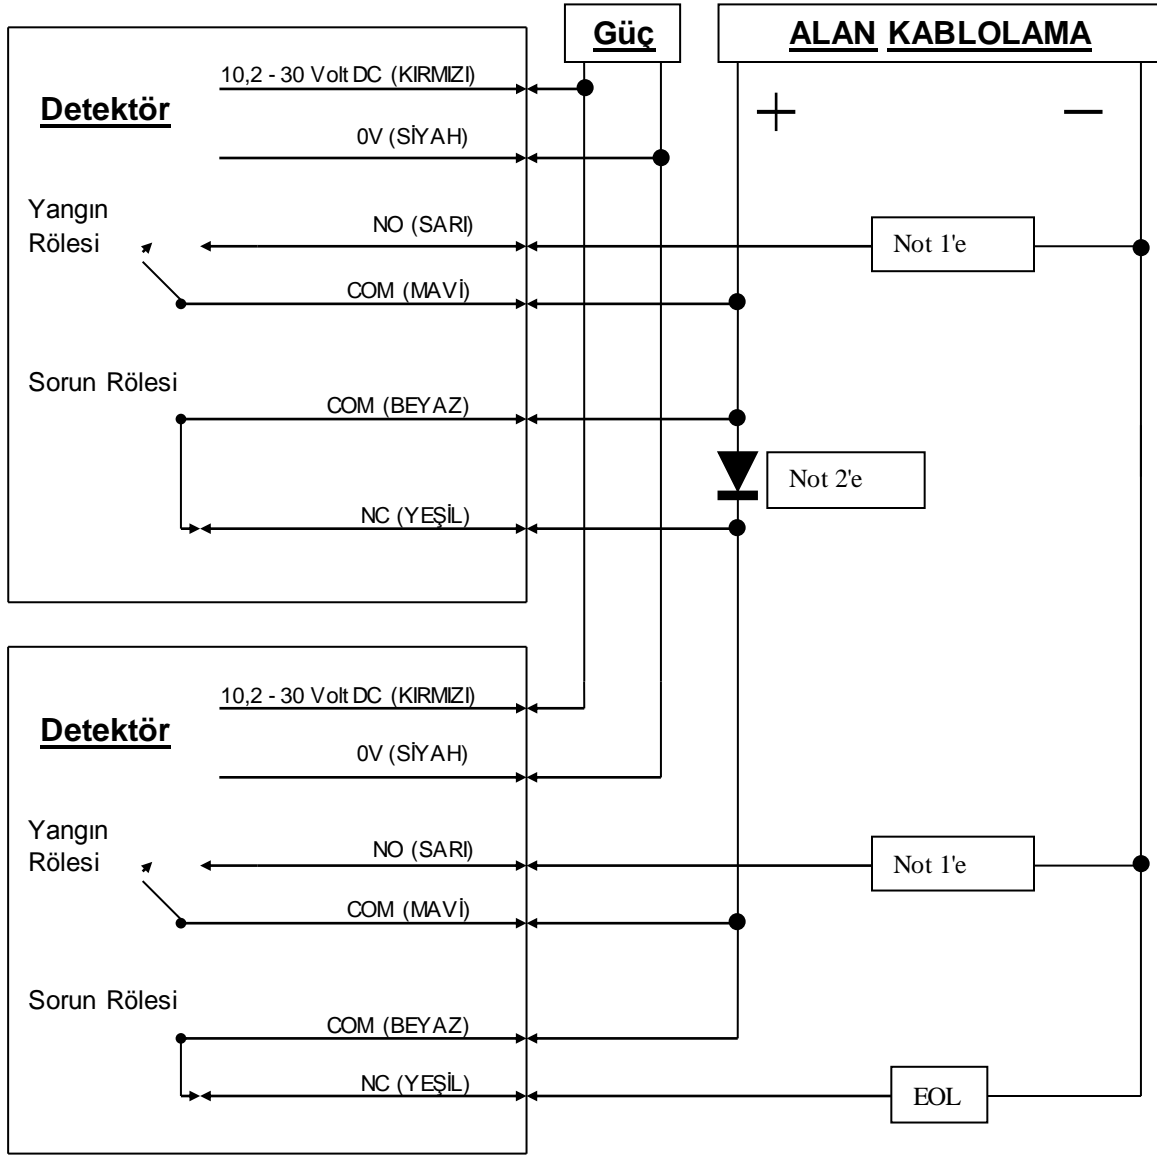 Güç
ALAN KABLOLAMA
10,2 - 30 Volt DC (KIRMIZI)
Detektör
0V (SİYAH)
Yangın
Rölesi
NO (SARI)
Not 1'e
COM (MAVİ)
Sorun Rölesi
COM (BEYAZ)
Not 2'e
NC (YEŞİL)
10,2 - 30 Volt DC (KIRMIZI)
Detektör
0V (SİYAH)
Yangın
Rölesi
NO (SARI)
Not 1'e
COM (MAVİ)
Sorun Rölesi
COM (BEYAZ)
NC (YEŞİL)
EOL